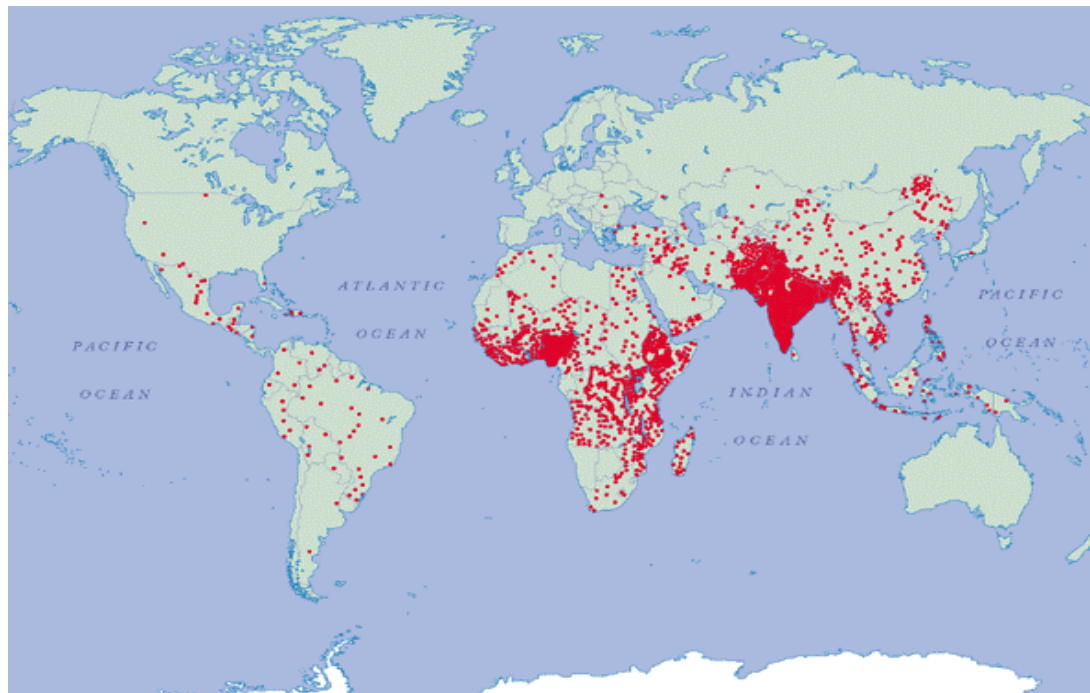 ATLANTIC
OCEAN
PACIFIC
OCEAN
INDIAN
OCEAN
PACIFIC
OCEAN